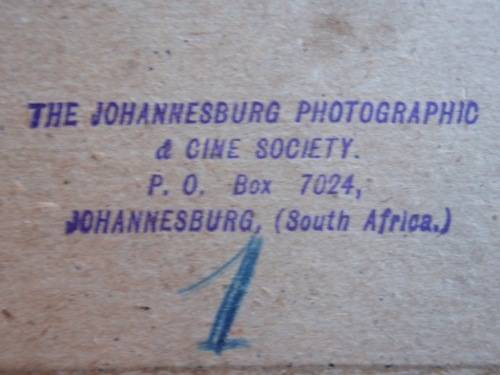 THE JOHANNESBURG PHOTOGRAPHIC
& CINE SOCIETY.
P. O. Box 7024,
JOHANNESBURG, (South Africa.)
1